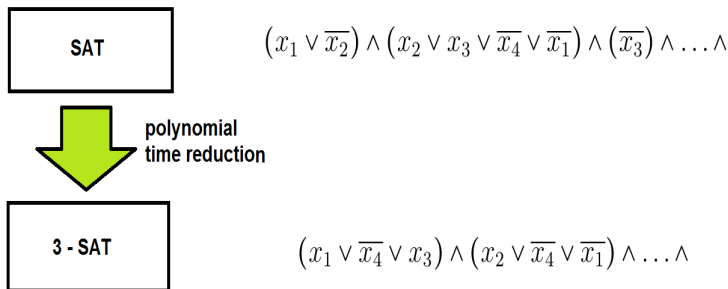 SAT
(x₁ ∨ x̅₂) ∧ (x₂ ∨ x₃ ∨ x̅₄ ∨ x̅₁) ∧ (x̅₃) ∧ … ∧
polynomial
time reduction
3 - SAT
(x₁ ∨ x̅₄ ∨ x₃) ∧ (x₂ ∨ x̅₄ ∨ x̅₁) ∧ … ∧